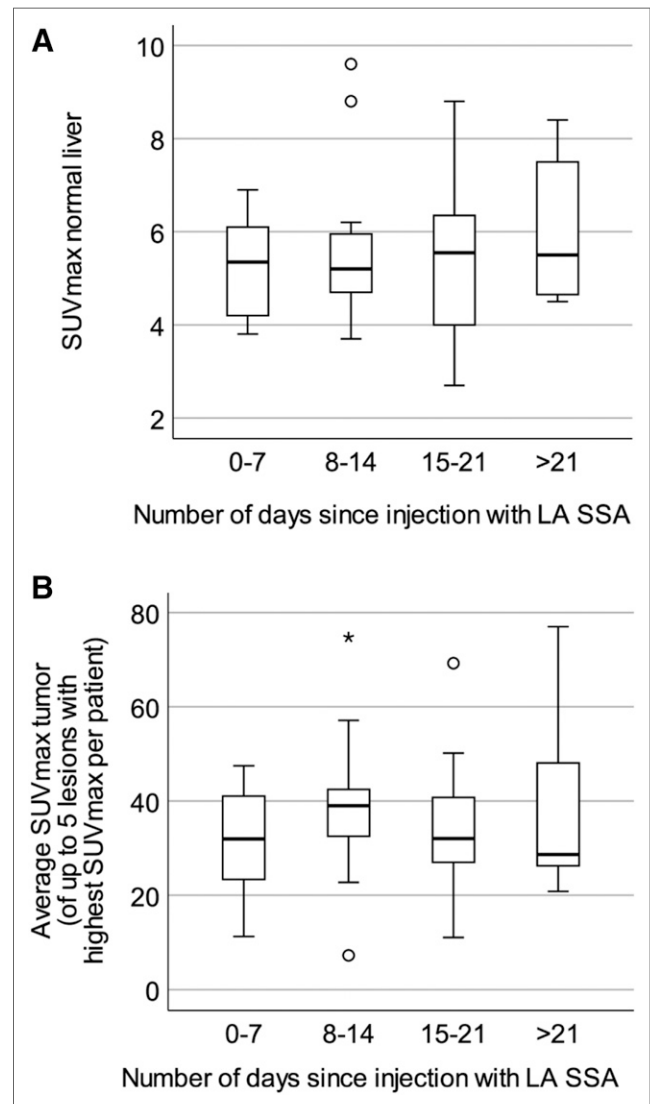 A
SUVmax normal liver
10
8
6
4
2
0-7 8-14 15-21 >21
Number of days since injection with LA SSA
B
Average SUVmax tumor
(of up to 5 lesions with
highest SUVmax per patient)
80
60
40
20
0
*
0-7 8-14 15-21 >21
Number of days since injection with LA SSA